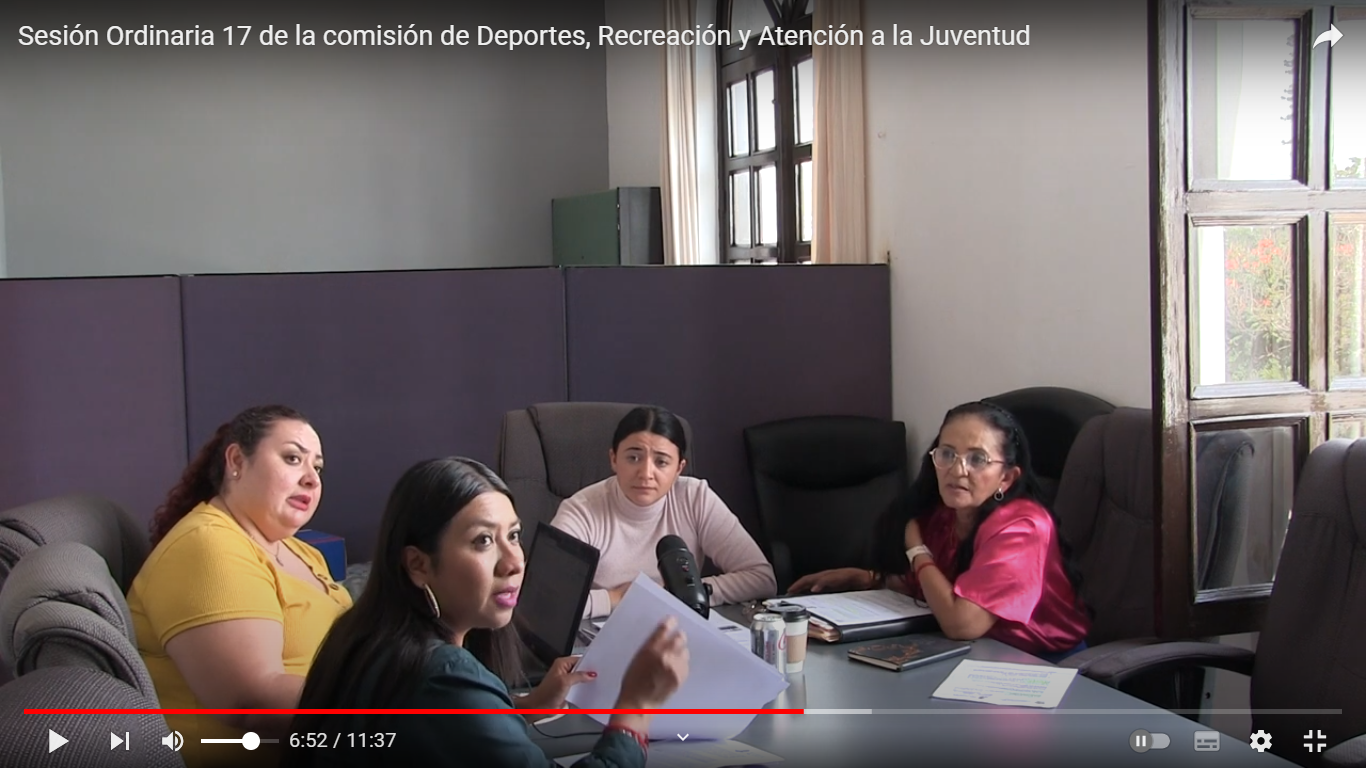 Sesión Ordinaria 17 de la comisión de Deportes, Recreación y Atención a la Juventud
6:52 / 11:37